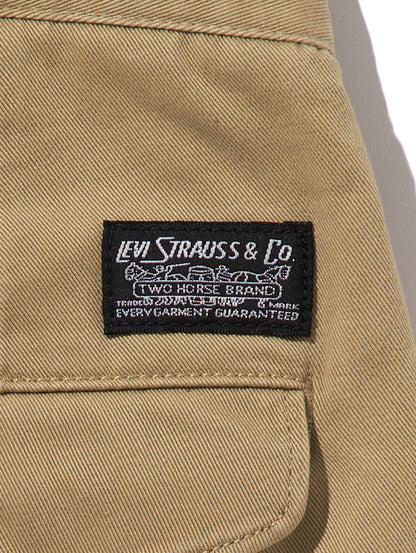 LEVI STRAUSS & CO.
TWO HORSE BRAND
TRADE & MARK
EVERY GARMENT GUARANTEED